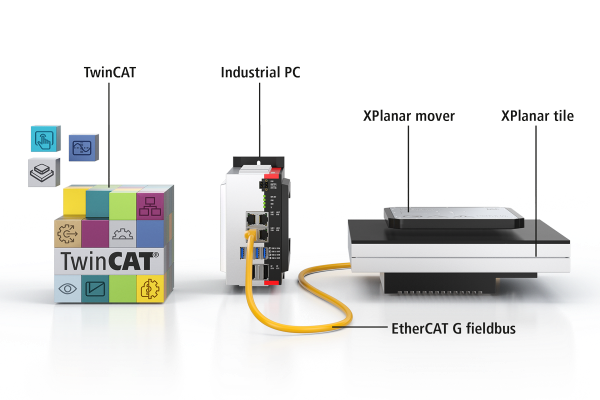 TwinCAT
Industrial PC
XPlanar mover
XPlanar tile
TwinCAT®
EtherCAT G fieldbus